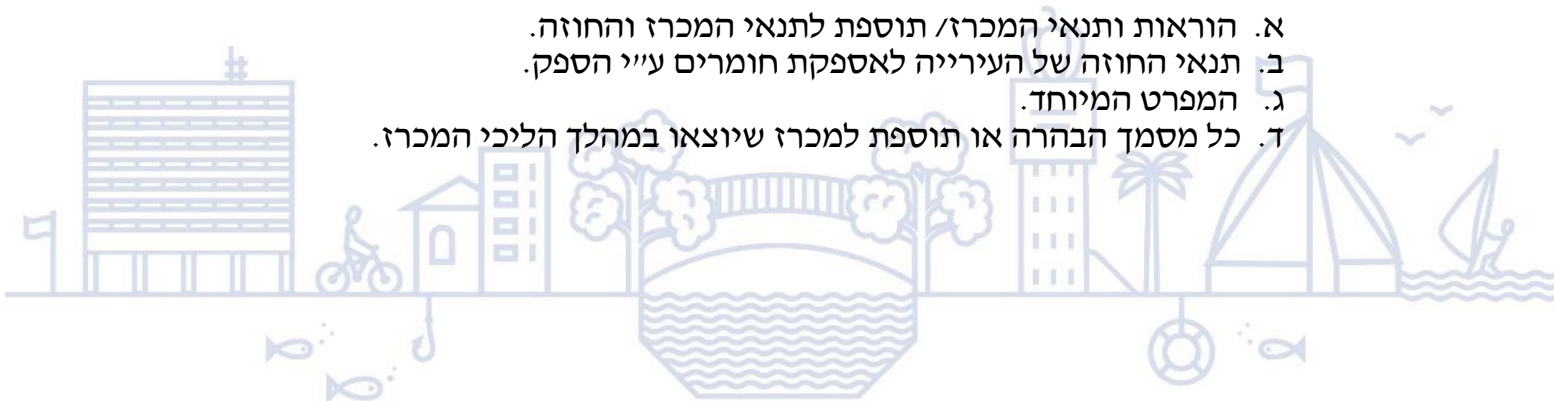 א. הוראות ותנאי המכרז/ תוספת לתנאי המכרז והחוזה.
ב. תנאי החוזה של העירייה לאספקת חומרים ע״י הספק.
ג. המפרט המיוחד.
ד. כל מסמך הבהרה או תוספת למכרז שיוצאו במהלך הליכי המכרז.